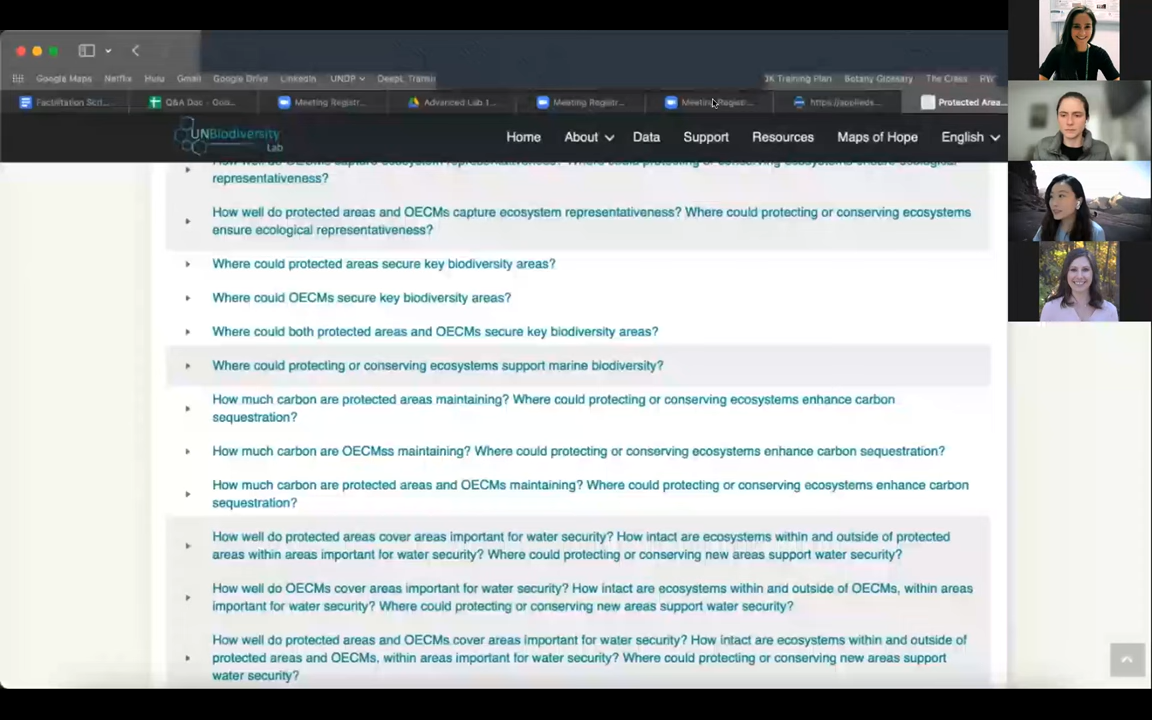 Google Maps Netflix Hulu Gmail Google Drive LinkedIn UNDP DeepL Transl
JK Training Plan Botany Glossary The Class
Facilitation Scri... Q&A Doc - Goo... Meeting Registr... Advanced Lab 1... Meeting Registr... Meeting Registr... https://applieds... Protected Area...
UNBiodiversity
Lab
Home About Data Support Resources Maps of Hope English
representativeness?
How well do protected areas and OECMs capture ecosystem representativeness? Where could protecting or conserving ecosystems
ensure ecological representativeness?
Where could protected areas secure key biodiversity areas?
Where could OECMs secure key biodiversity areas?
Where could both protected areas and OECMs secure key biodiversity areas?
Where could protecting or conserving ecosystems support marine biodiversity?
How much carbon are protected areas maintaining? Where could protecting or conserving ecosystems enhance carbon
sequestration?
How much carbon are OECMss maintaining? Where could protecting or conserving ecosystems enhance carbon sequestration?
How much carbon are protected areas and OECMs maintaining? Where could protecting or conserving ecosystems enhance carbon
sequestration?
How well do protected areas cover areas important for water security? How intact are ecosystems within and outside of protected
areas within areas important for water security? Where could protecting or conserving new areas support water security?
How well do OECMs cover areas important for water security? How intact are ecosystems within and outside of OECMs, within areas
important for water security? Where could protecting or conserving new areas support water security?
How well do protected areas and OECMs cover areas important for water security? How intact are ecosystems within and outside of
protected areas and OECMs, within areas important for water security? Where could protecting or conserving new areas support
water security?